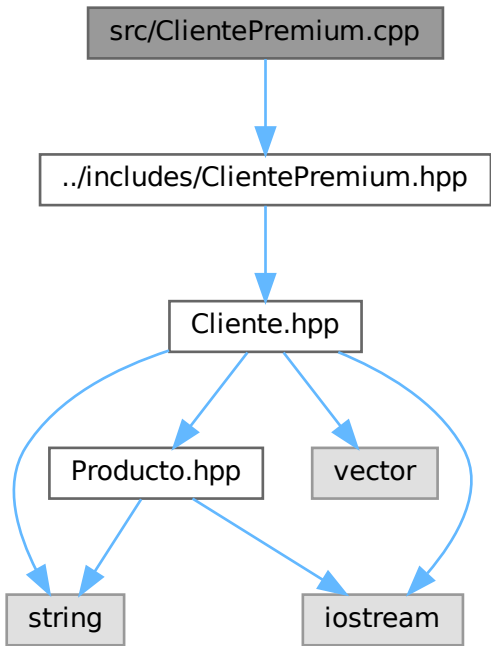 src/ClientePremium.cpp
../includes/ClientePremium.hpp
Cliente.hpp
Producto.hpp
vector
string
iostream